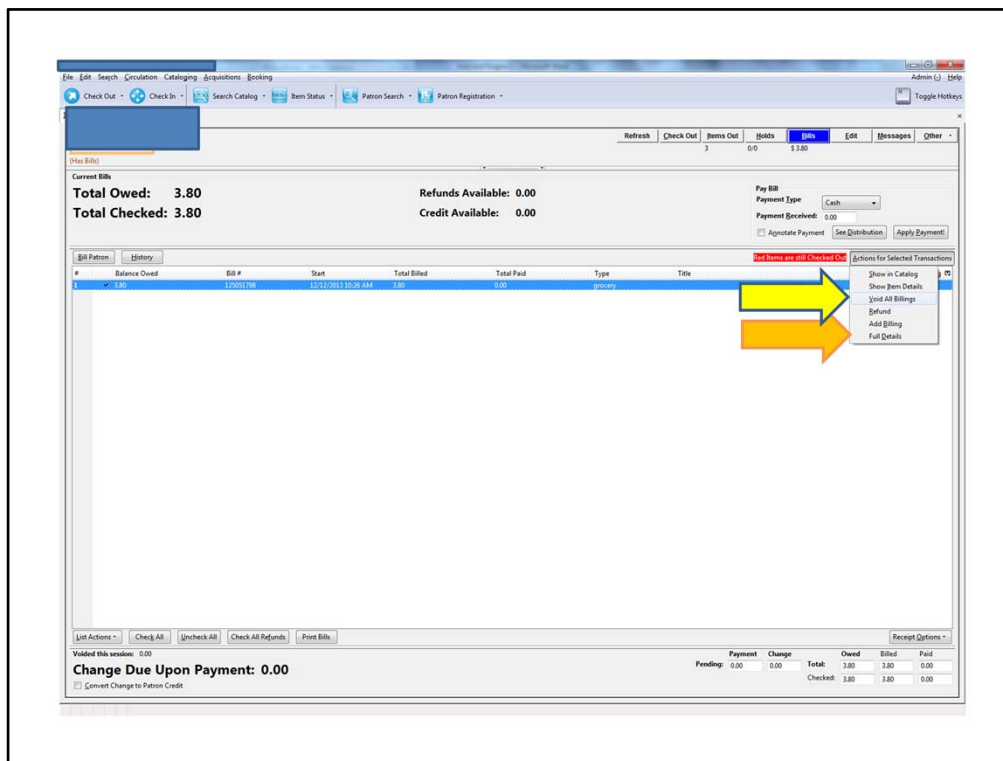 File Edit Search Circulation Cataloging Acquisitions Booking Admin (-) Help
Check Out Check In Search Catalog Item Status Patron Search Patron Registration Toggle Hotkeys
Refresh Check Out Items Out Holds Bills Edit Messages Other
3 0/0 $ 3.80
(Has Bills)
Current Bills
Total Owed: 3.80 Refunds Available: 0.00
Total Checked: 3.80 Credit Available: 0.00
Pay Bill
Payment Type Cash
Payment Received: 0.00
Annotate Payment See Distribution Apply Payment!
Bill Patron History Red Items are still Checked Out Actions for Selected Transactions
# Balance Owed Bill # Start Total Billed Total Paid Type Title
1 3.80 125051798 12/12/2013 10:26 AM 3.80 0.00 grocery
Show in Catalog
Show Item Details
Void All Billings
Refund
Add Billing
Full Details
List Actions Check All Uncheck All Check All Refunds Print Bills Receipt Options
Voided this session: 0.00
Change Due Upon Payment: 0.00
Convert Change to Patron Credit
Payment Change Owed Billed Paid
Pending: 0.00 0.00 Total: 3.80 3.80 0.00
Checked: 3.80 3.80 0.00